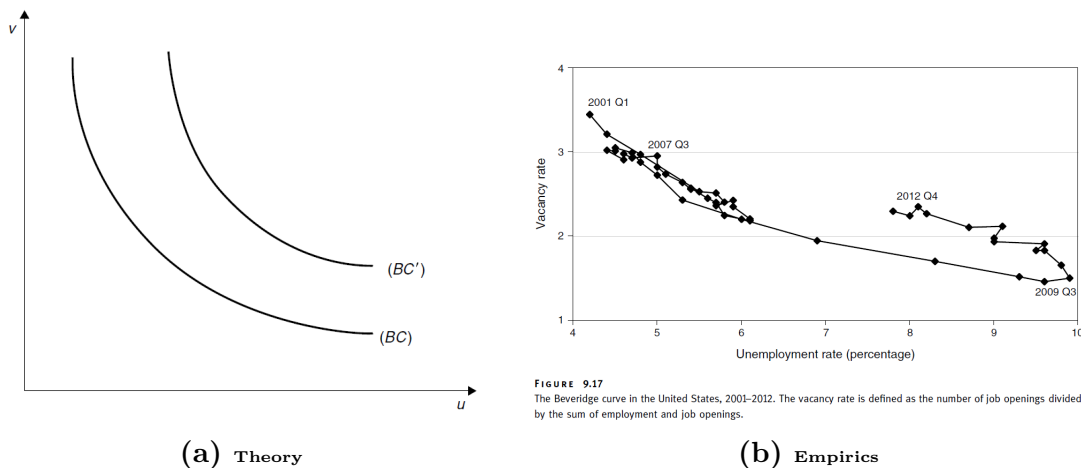 v
(BC')
(BC)
u
(a) Theory
4
3
2
1
Vacancy rate
2001 Q1
2007 Q3
2012 Q4
2009 Q3
4 5 6 7 8 9 10
Unemployment rate (percentage)
FIGURE 9.17
The Beveridge curve in the United States, 2001–2012. The vacancy rate is defined as the number of job openings divided
by the sum of employment and job openings.
(b) Empirics